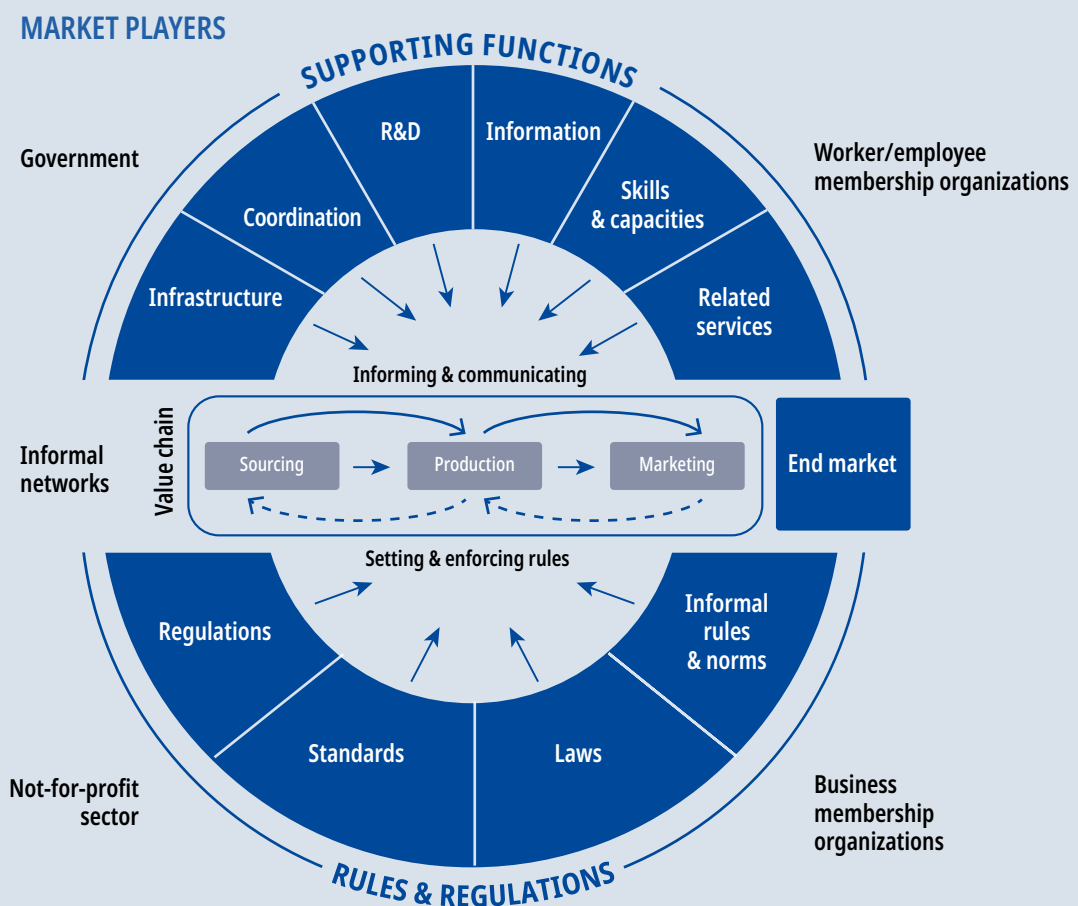 MARKET PLAYERS
SUPPORTING FUNCTIONS
Government
Worker/employee
membership organizations
Infrastructure
Coordination
R&D
Information
Skills
& capacities
Related
services
Informing & communicating
Informal
networks
Value chain
Sourcing
Production
Marketing
End market
Setting & enforcing rules
Regulations
Standards
Laws
Informal
rules
& norms
Not-for-profit
sector
Business
membership
organizations
RULES & REGULATIONS